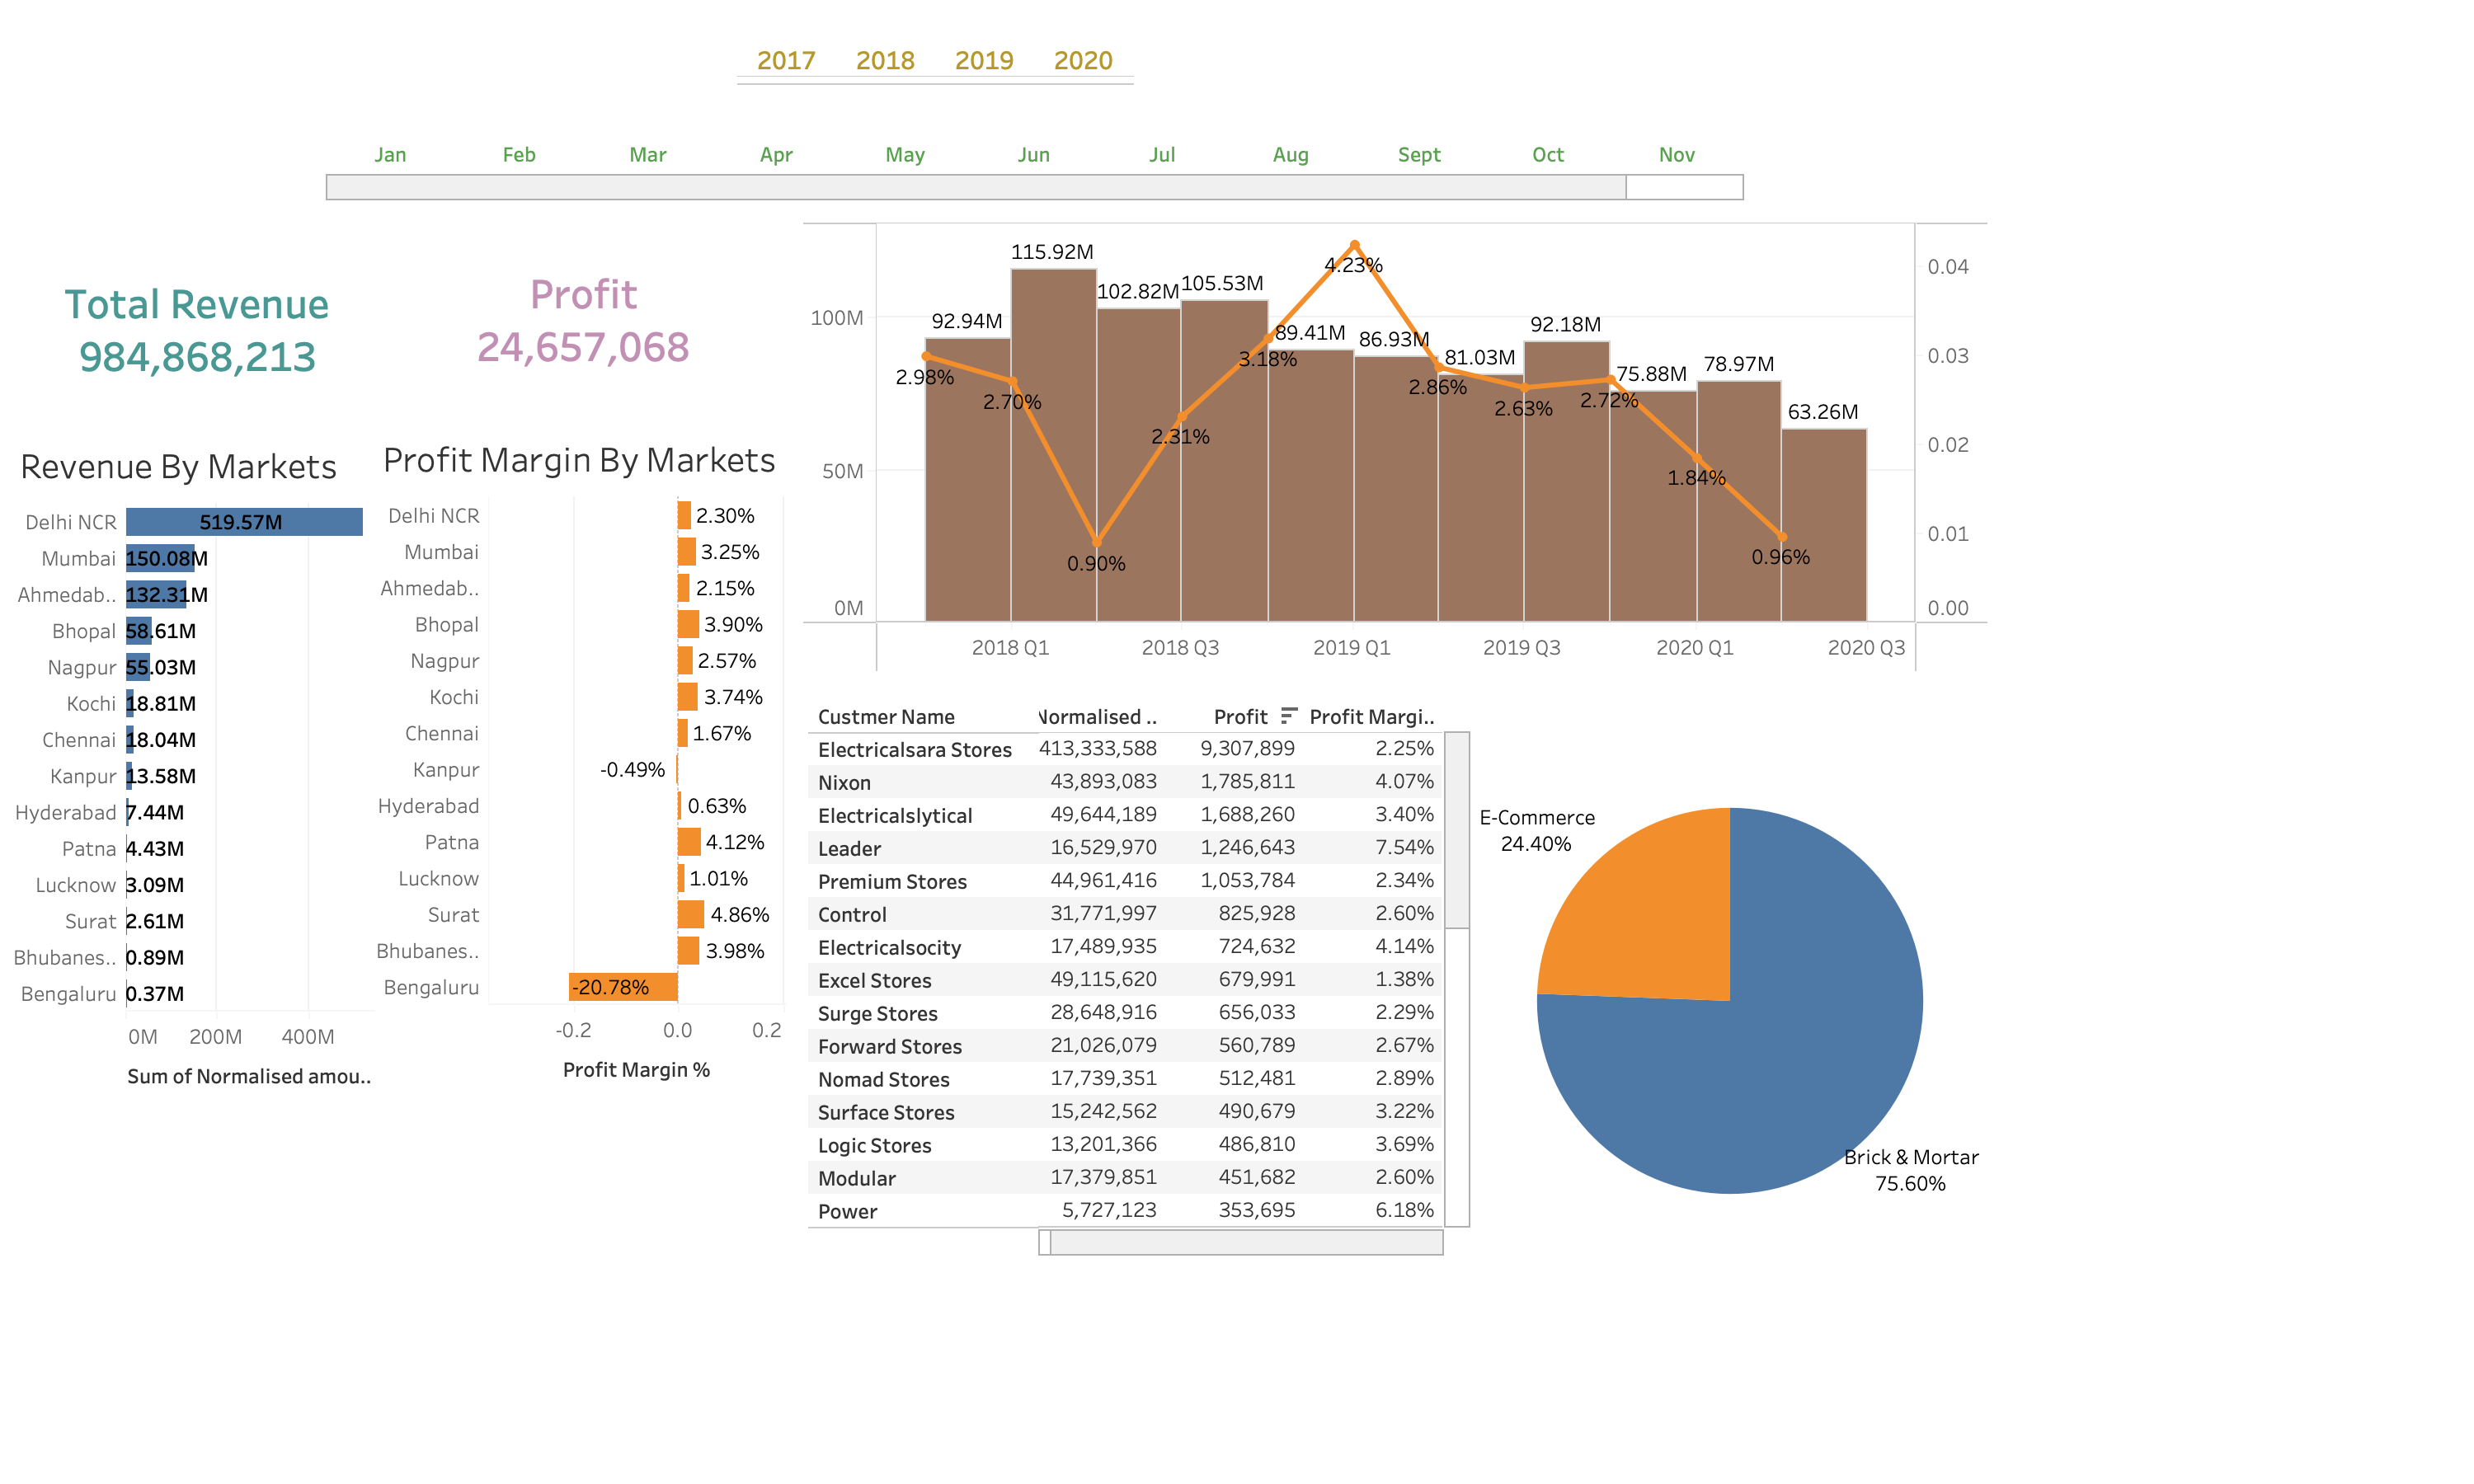 2017 2018 2019 2020
Jan Feb Mar Apr May Jun Jul Aug Sept Oct Nov
Total Revenue
984,868,213
Profit
24,657,068
Revenue By Markets
Delhi NCR 519.57M
Mumbai 150.08M
Ahmedab.. 132.31M
Bhopal 58.61M
Nagpur 55.03M
Kochi 18.81M
Chennai 18.04M
Kanpur 13.58M
Hyderabad 7.44M
Patna 4.43M
Lucknow 3.09M
Surat 2.61M
Bhubanes.. 0.89M
Bengaluru 0.37M
0M 200M 400M
Sum of Normalised amou..
Profit Margin By Markets
Delhi NCR 2.30%
Mumbai 3.25%
Ahmedab.. 2.15%
Bhopal 3.90%
Nagpur 2.57%
Kochi 3.74%
Chennai 1.67%
Kanpur -0.49%
Hyderabad 0.63%
Patna 4.12%
Lucknow 1.01%
Surat 4.86%
Bhubanes.. 3.98%
Bengaluru -20.78%
-0.2 0.0 0.2
Profit Margin %
100M
50M
0M
92.94M 115.92M 102.82M 105.53M 89.41M 86.93M 81.03M 92.18M 75.88M 78.97M 63.26M
2.98% 2.70% 0.90% 2.31% 3.18% 4.23% 2.86% 2.63% 2.72% 1.84% 0.96%
0.04
0.03
0.02
0.01
0.00
2018 Q1 2018 Q3 2019 Q1 2019 Q3 2020 Q1 2020 Q3
Custmer Name Normalised .. Profit Profit Margi..
Electricalsara Stores 413,333,588 9,307,899 2.25%
Nixon 43,893,083 1,785,811 4.07%
Electricalslytical 49,644,189 1,688,260 3.40%
Leader 16,529,970 1,246,643 7.54%
Premium Stores 44,961,416 1,053,784 2.34%
Control 31,771,997 825,928 2.60%
Electricalsocity 17,489,935 724,632 4.14%
Excel Stores 49,115,620 679,991 1.38%
Surge Stores 28,648,916 656,033 2.29%
Forward Stores 21,026,079 560,789 2.67%
Nomad Stores 17,739,351 512,481 2.89%
Surface Stores 15,242,562 490,679 3.22%
Logic Stores 13,201,366 486,810 3.69%
Modular 17,379,851 451,682 2.60%
Power 5,727,123 353,695 6.18%
E-Commerce
24.40%
Brick & Mortar
75.60%